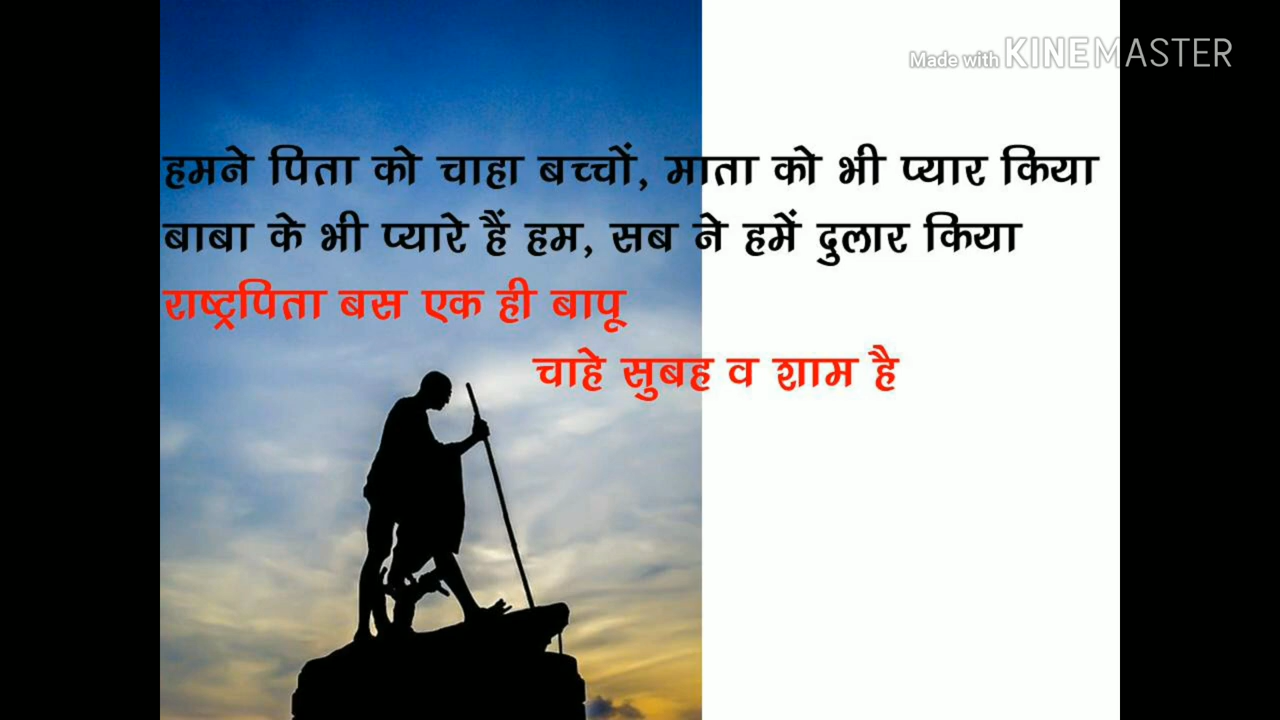 Made with KINEMASTER
हमने पिता को चाहा बच्चों, माता को भी प्यार किया
बाबा के भी प्यारे हैं हम, सब ने हमें दुलार किया
राष्ट्रपिता बस एक ही बापू
चाहे सुबह व शाम है